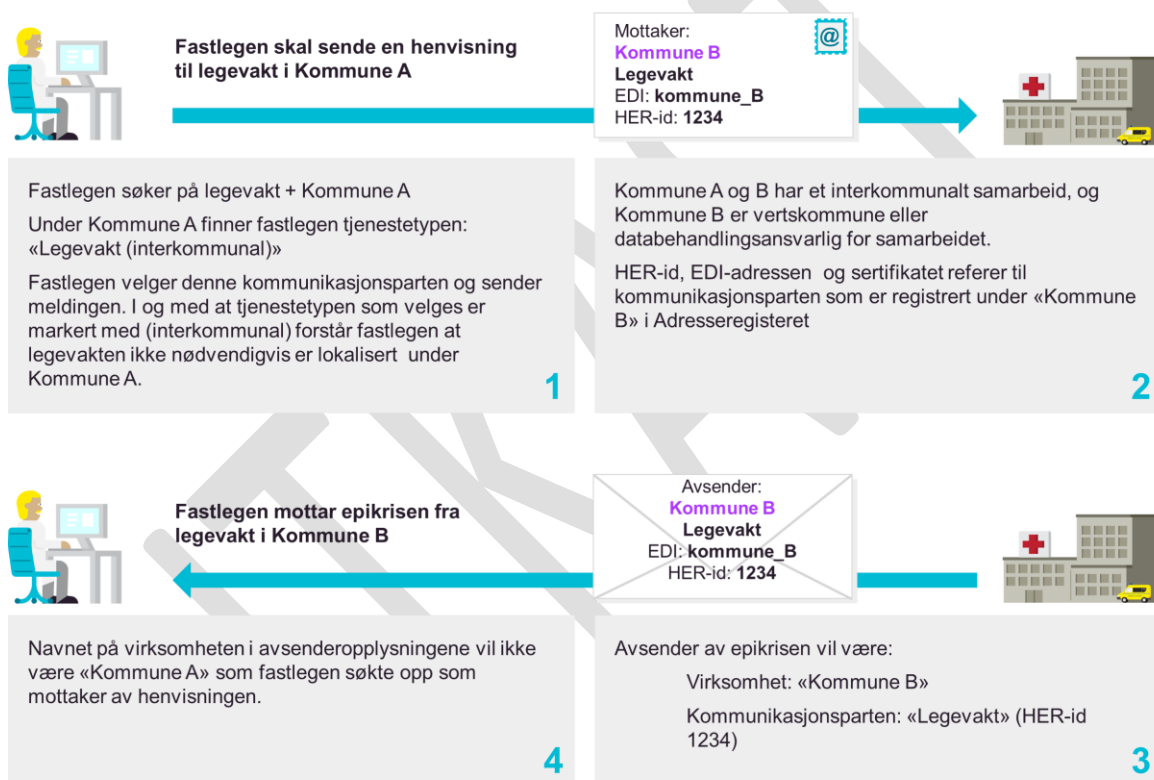 Fastlegen skal sende en henvisning
til legevakt i Kommune A
Mottaker:
Kommune B
Legevakt
EDI: kommune_B
HER-id: 1234
@
Fastlegen søker på legevakt + Kommune A
Under Kommune A finner fastlegen tjenestetypen:
«Legevakt (interkommunal)»
Fastlegen velger denne kommunikasjonsparten og sender
meldingen. I og med at tjenestetypen som velges er
markert med (interkommunal) forstår fastlegen at
legevakten ikke nødvendigvis er lokalisert under
Kommune A.
1
Kommune A og B har et interkommunalt samarbeid, og
Kommune B er vertskommune eller
databehandlingsansvarlig for samarbeidet.
HER-id, EDI-adressen og sertifikatet referer til
kommunikasjonsparten som er registrert under «Kommune
B» i Adresseregisteret
2
Fastlegen mottar epikrisen fra
legevakt i Kommune B
Avsender:
Kommune B
Legevakt
EDI: kommune_B
HER-id: 1234
Navnet på virksomheten i avsenderopplysningene vil ikke
være «Kommune A» som fastlegen søkte opp som
mottaker av henvisningen.
4
Avsender av epikrisen vil være:
Virksomhet: «Kommune B»
Kommunikasjonsparten: «Legevakt» (HER-id
1234)
3